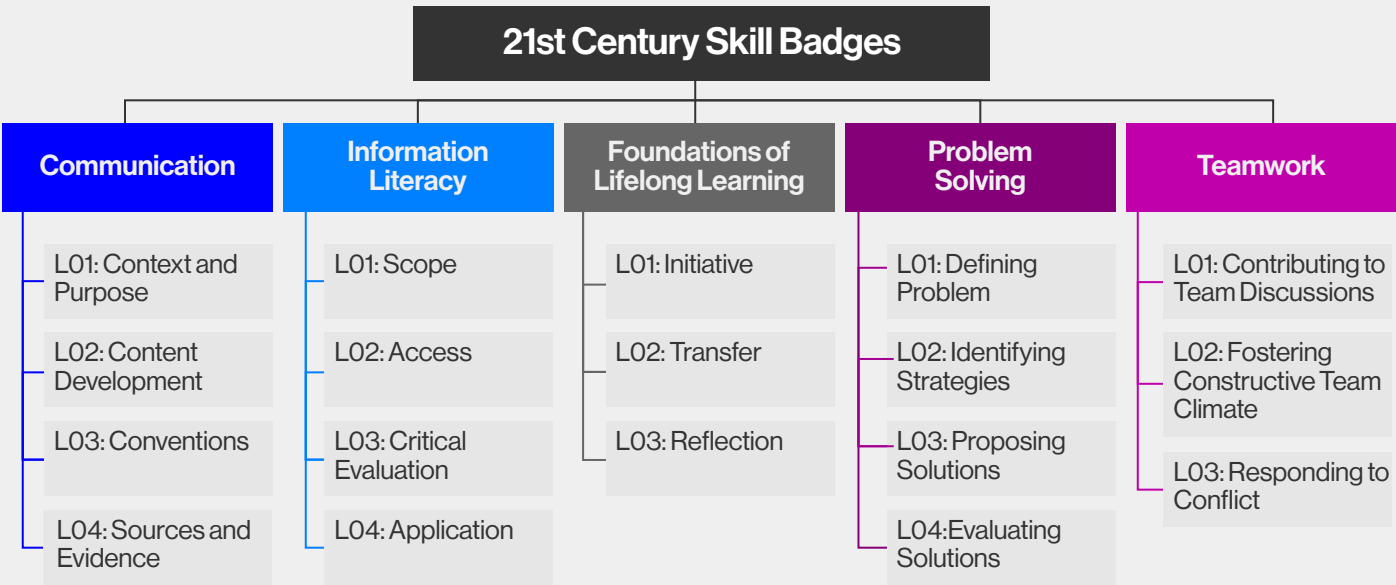 21st Century Skill Badges
Communication
L01: Context and
Purpose
L02: Content
Development
L03: Conventions
L04: Sources and
Evidence
Information
Literacy
L01: Scope
L02: Access
L03: Critical
Evaluation
L04: Application
Foundations of
Lifelong Learning
L01: Initiative
L02: Transfer
L03: Reflection
Problem
Solving
L01: Defining
Problem
L02: Identifying
Strategies
L03: Proposing
Solutions
L04:Evaluating
Solutions
Teamwork
L01: Contributing to
Team Discussions
L02: Fostering
Constructive Team
Climate
L03: Responding to
Conflict